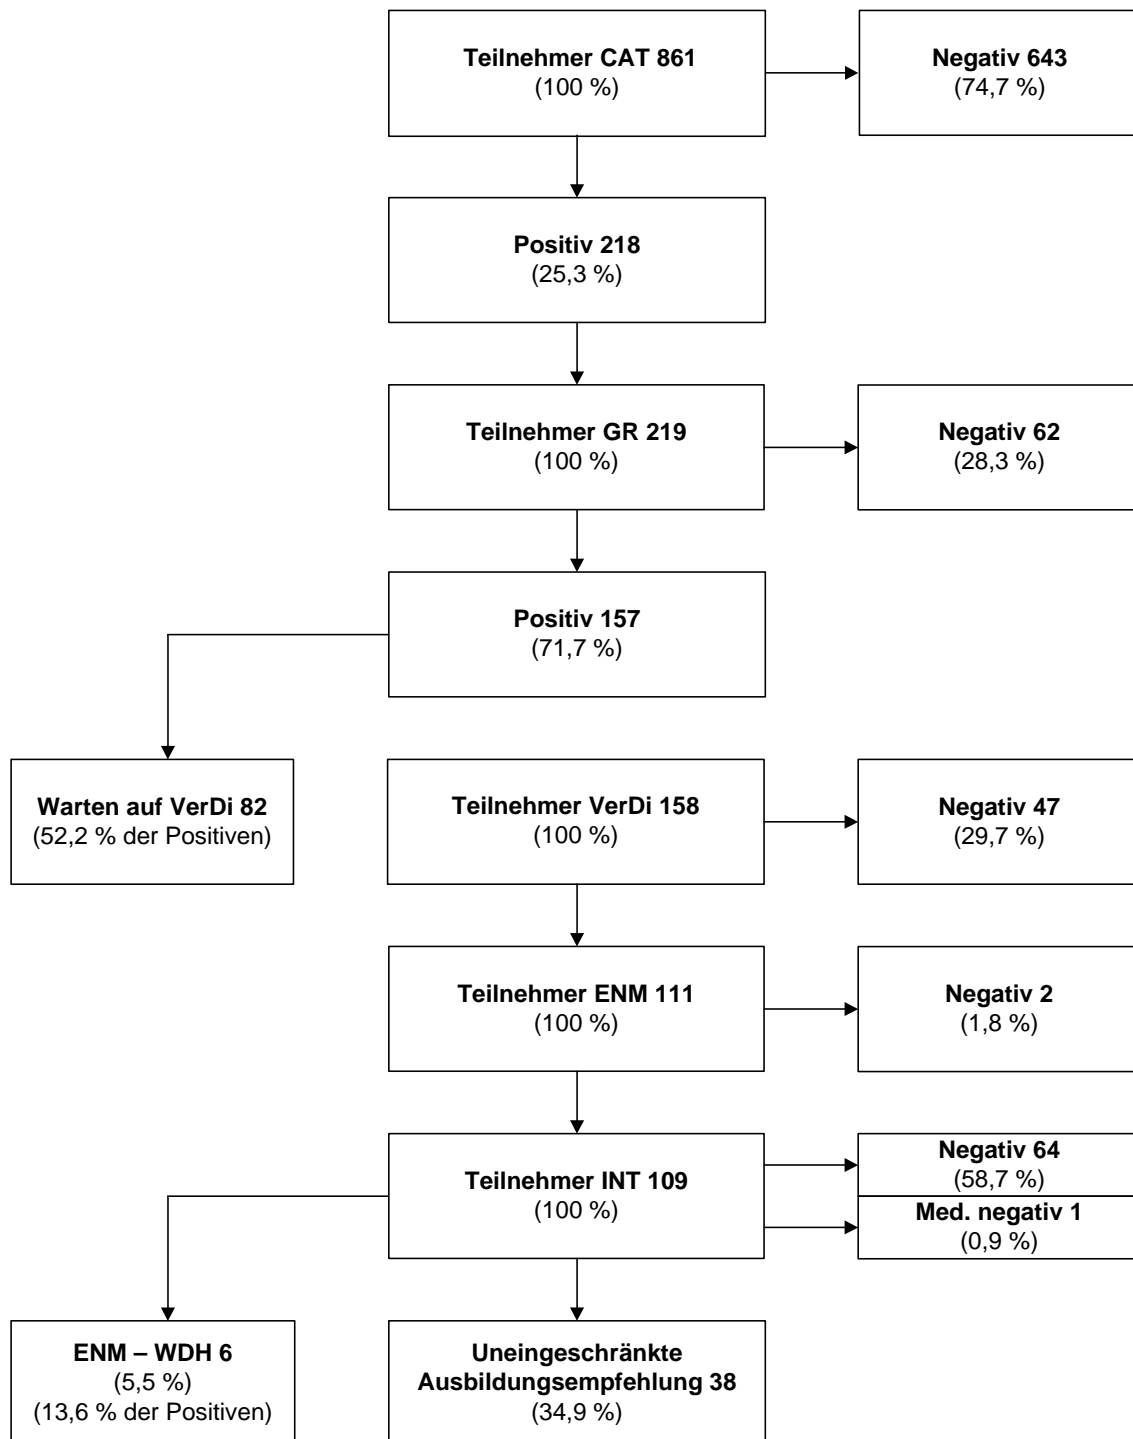 Teilnehmer CAT 861
(100 %)
Negativ 643
(74,7 %)
Positiv 218
(25,3 %)
Teilnehmer GR 219
(100 %)
Negativ 62
(28,3 %)
Positiv 157
(71,7 %)
Warten auf VerDi 82
(52,2 % der Positiven)
Teilnehmer VerDi 158
(100 %)
Negativ 47
(29,7 %)
Teilnehmer ENM 111
(100 %)
Negativ 2
(1,8 %)
Teilnehmer INT 109
(100 %)
Negativ 64
(58,7 %)
Med. negativ 1
(0,9 %)
ENM – WDH 6
(5,5 %)
(13,6 % der Positiven)
Uneingeschränkte
Ausbildungsempfehlung 38
(34,9 %)